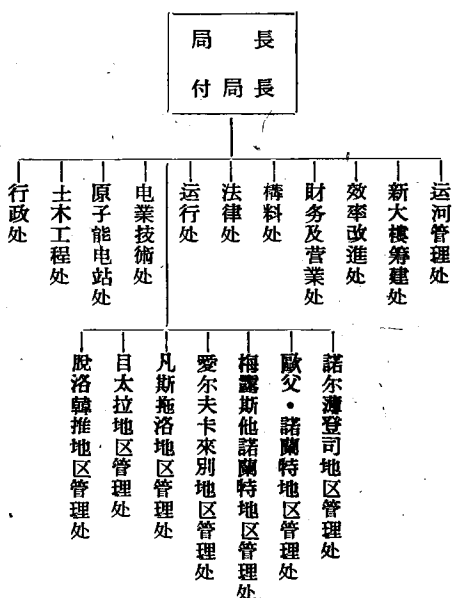 局長
付局長
行政处
土木工程处
原子能电站处
电業技術处
运行处
法律处
構料处
財务及营業处
效率改進处
新大樓籌建处
运河管理处
脫洛韓推地区管理处
目太拉地区管理处
凡斯拖洛地区管理处
愛尔夫卡來別地区管理处
梅露斯他諾蘭特地区管理处
歐父・諾蘭特地区管理处
諾尔薄登司地区管理处